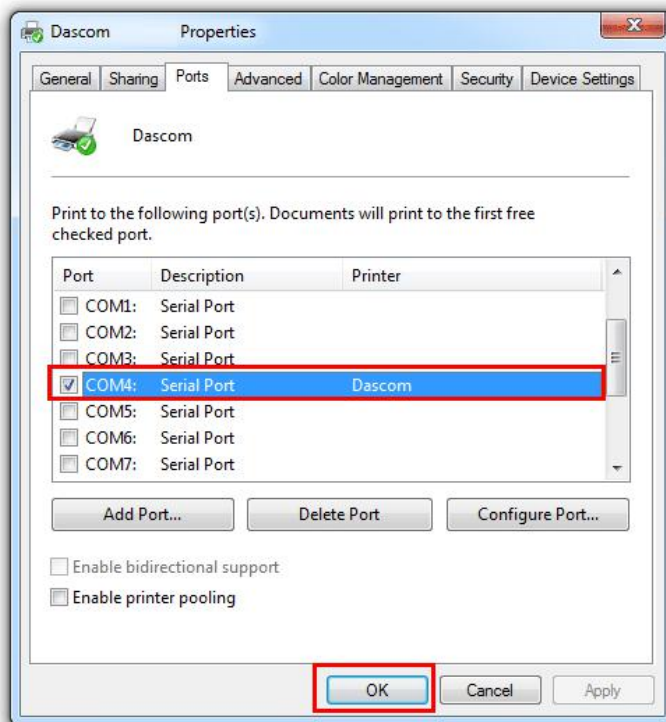 Dascom Properties
General Sharing Ports Advanced Color Management Security Device Settings
Dascom
Print to the following port(s). Documents will print to the first free
checked port.
Port Description Printer
COM1: Serial Port
COM2: Serial Port
COM3: Serial Port
COM4: Serial Port Dascom
COM5: Serial Port
COM6: Serial Port
COM7: Serial Port
Add Port... Delete Port Configure Port...
Enable bidirectional support
Enable printer pooling
OK Cancel Apply